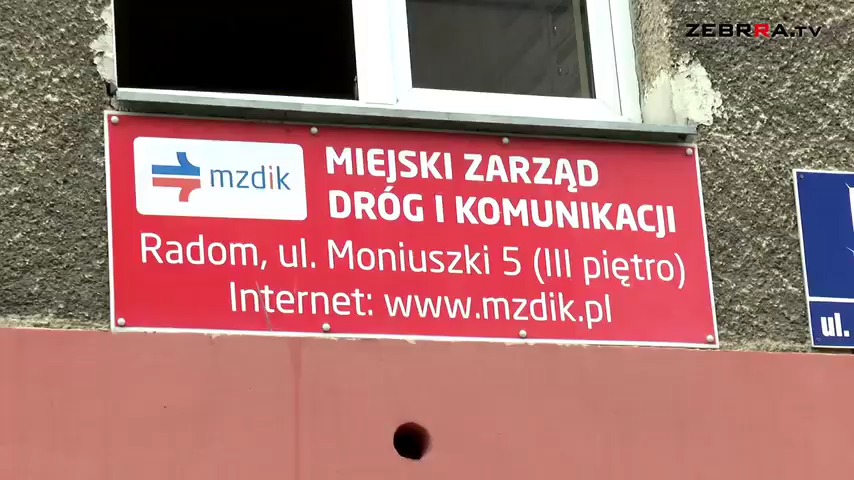 ZEBRRA.TV
mzdik
MIEJSKI ZARZĄD
DRÓG I KOMUNIKACJI
Radom, ul. Moniuszki 5 (III piętro)
Internet: www.mzdik.pl
ul.